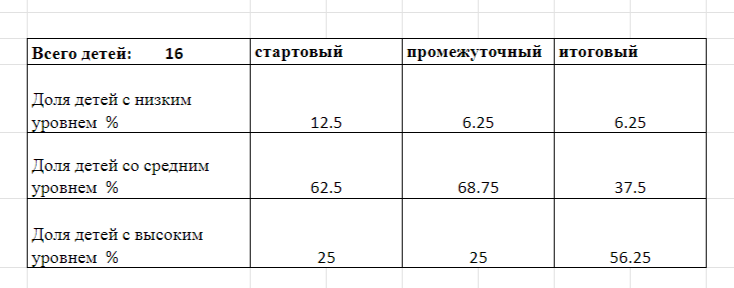 Всего детей: 16 стартовый промежуточный итоговый
Доля детей с низким
уровнем % 12.5 6.25 6.25
Доля детей со средним
уровнем % 62.5 68.75 37.5
Доля детей с высоким
уровнем % 25 25 56.25